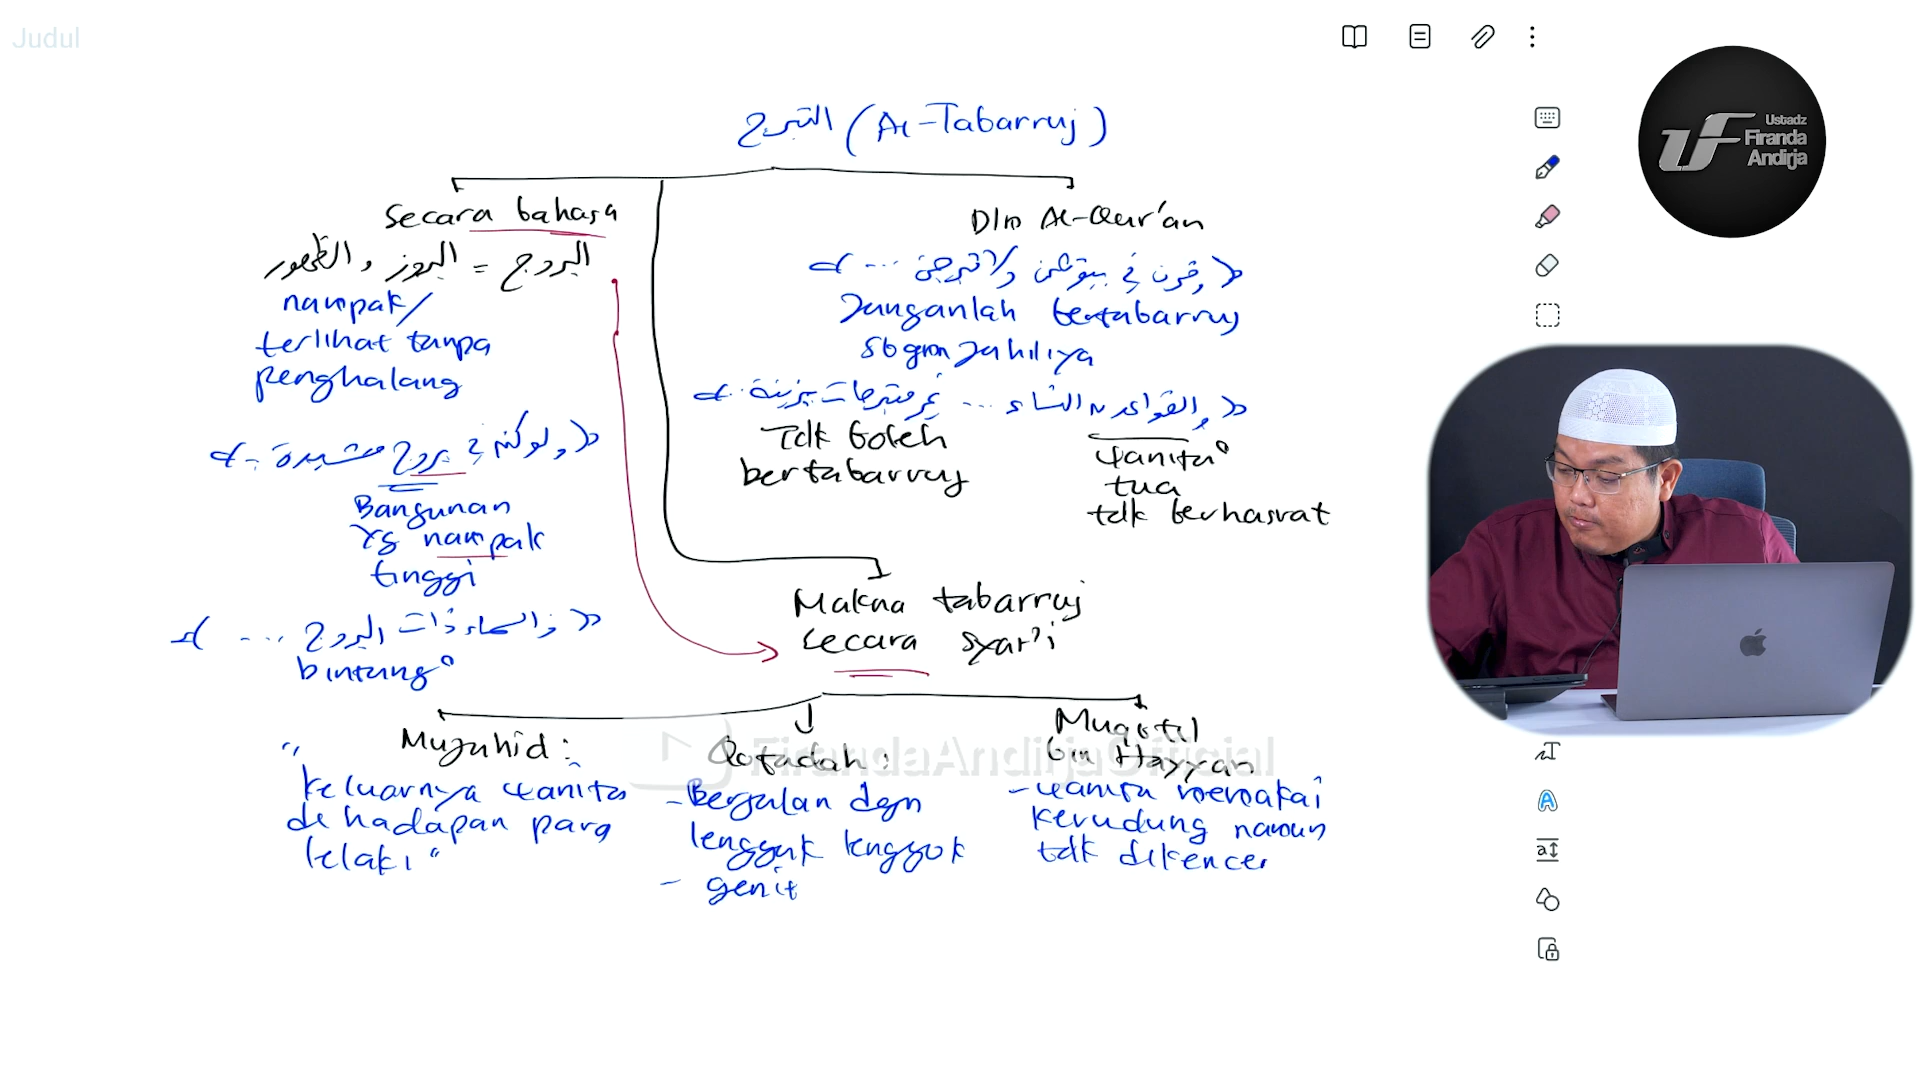 Judul
Ustadz
Firanda
Andirja
التبرج (At-Tabarruj)
Secara bahasa
البروج = البروز و الظهور
nampak/
terlihat tanpa
penghalang
﴿ولو كنتم في بروج مشيدة..﴾
Bangunan
yg nampak
tinggi
﴿والسماء ذات البروج ...﴾
bintang²
Dlm Al-Qur'an
﴿وقرن في بيوتكن ولا تبرجن ...﴾
Janganlah bertabarruj
sbgmn Jahiliya
﴿والقواعد من النساء ... غير متبرجات بزينة..﴾
Tdk boleh
bertabarruj
wanita²
tua
tdk berhasrat
Makna tabarruj
secara syar'i
Mujahid:
"keluarnya wanita
di hadapan para
lelaki"
Qotadah:
- Berjalan dgn
lenggak lenggok
- genit
Muqotil
bin Hayyan
- wanita memakai
kerudung namun
tdk dikencer
FirandaAndirjaOfficial